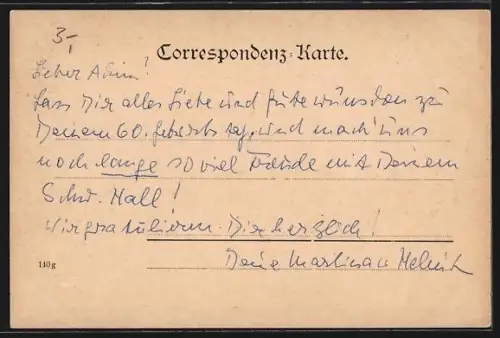 3,-
Correspondenz-Karte.
Lieber Achim!
Lass Dir alles Liebe und Gute wünschen zu
Deinem 60. Geburtstag, und mach' uns
noch lange so viel Freude mit Deinem
Schw. Hall!
Wir gratulieren Dir herzlich!
140g
Deine Martina u Helmut